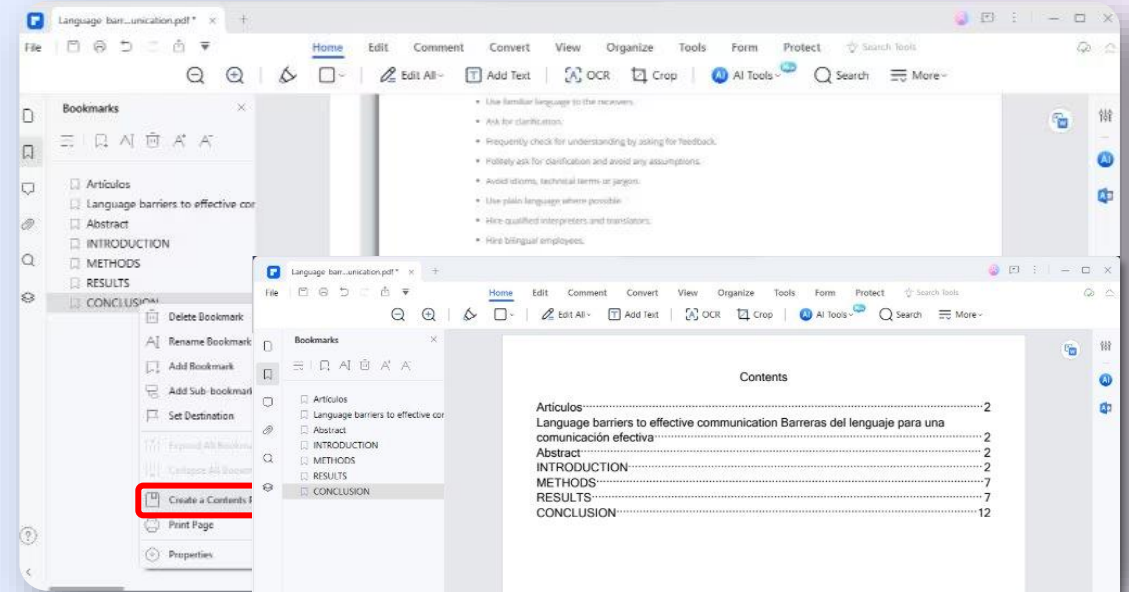 Language barr...unication.pdf *
File
Home Edit Comment Convert View Organize Tools Form Protect Search Tools
Edit All Add Text OCR Crop AI Tools Search More
Bookmarks
Artículos
Language barriers to effective cor
Abstract
INTRODUCTION
METHODS
RESULTS
CONCLUSION
Delete Bookmark
Rename Bookmark
Add Bookmark
Add Sub-bookmark
Set Destination
Expand All Bookma
Collapse All Bookm
Create a Contents P
Print Page
Properties
• Use familiar language to the receivers.
• Ask for clarification.
• Frequently check for understanding by asking for feedback.
• Politely ask for clarification and avoid any assumptions.
• Avoid idioms, technical terms or jargon.
• Use plain language where possible.
• Hire qualified interpreters and translators.
• Hire bilingual employees.
Language barr...unication.pdf *
File
Home Edit Comment Convert View Organize Tools Form Protect Search Tools
Edit All Add Text OCR Crop AI Tools Search More
Bookmarks
Artículos
Language barriers to effective cor
Abstract
INTRODUCTION
METHODS
RESULTS
CONCLUSION
Contents
Artículos 2
Language barriers to effective communication Barreras del lenguaje para una
comunicación efectiva 2
Abstract 2
INTRODUCTION 2
METHODS 7
RESULTS 7
CONCLUSION 12